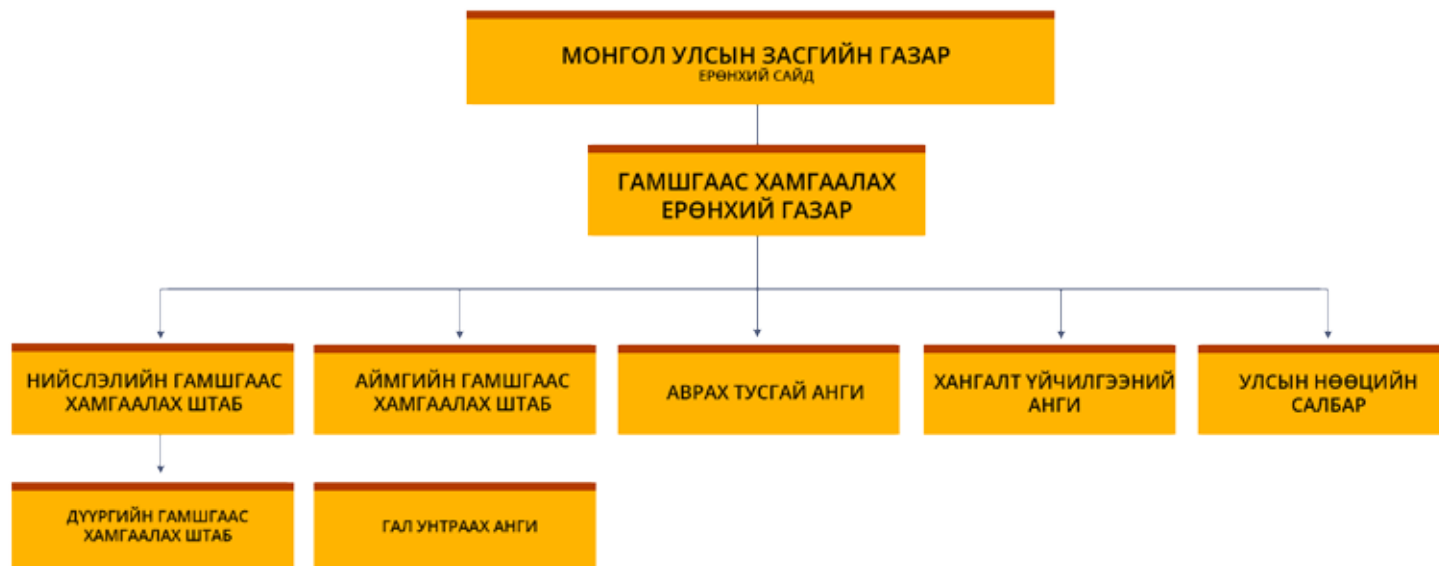 МОНГОЛ УЛСЫН ЗАСГИЙН ГАЗАР
ЕРӨНХИЙ САЙД
ГАМШГААС ХАМГААЛАХ
ЕРӨНХИЙ ГАЗАР
НИЙСЛЭЛИЙН ГАМШГААС
ХАМГААЛАХ ШТАБ
АЙМГИЙН ГАМШГААС
ХАМГААЛАХ ШТАБ
АВРАХ ТУСГАЙ АНГИ
ХАНГАЛТ ҮЙЧИЛГЭЭНИЙ
АНГИ
УЛСЫН НӨӨЦИЙН
САЛБАР
ДҮҮРГИЙН ГАМШГААС
ХАМГААЛАХ ШТАБ
ГАЛ УНТРААХ АНГИ